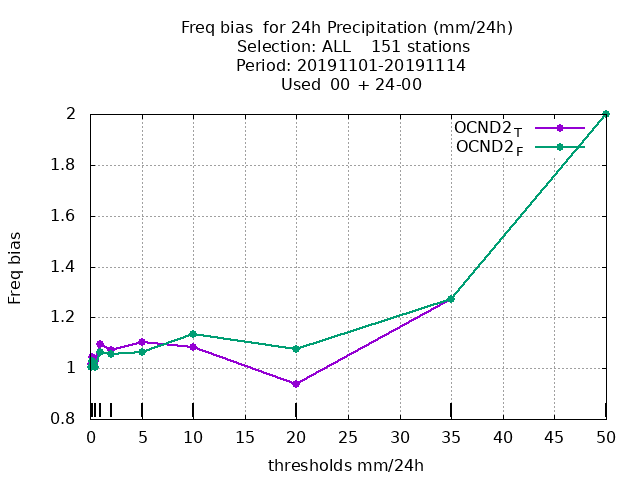 Freq bias  for 24h Precipitation (mm/24h)
Selection: ALL    151 stations
Period: 20191101-20191114
Used  00 + 24-00
OCND2T
OCND2F
Freq bias
2
1.8
1.6
1.4
1.2
1
0.8
0 5 10 15 20 25 30 35 40 45 50
thresholds mm/24h